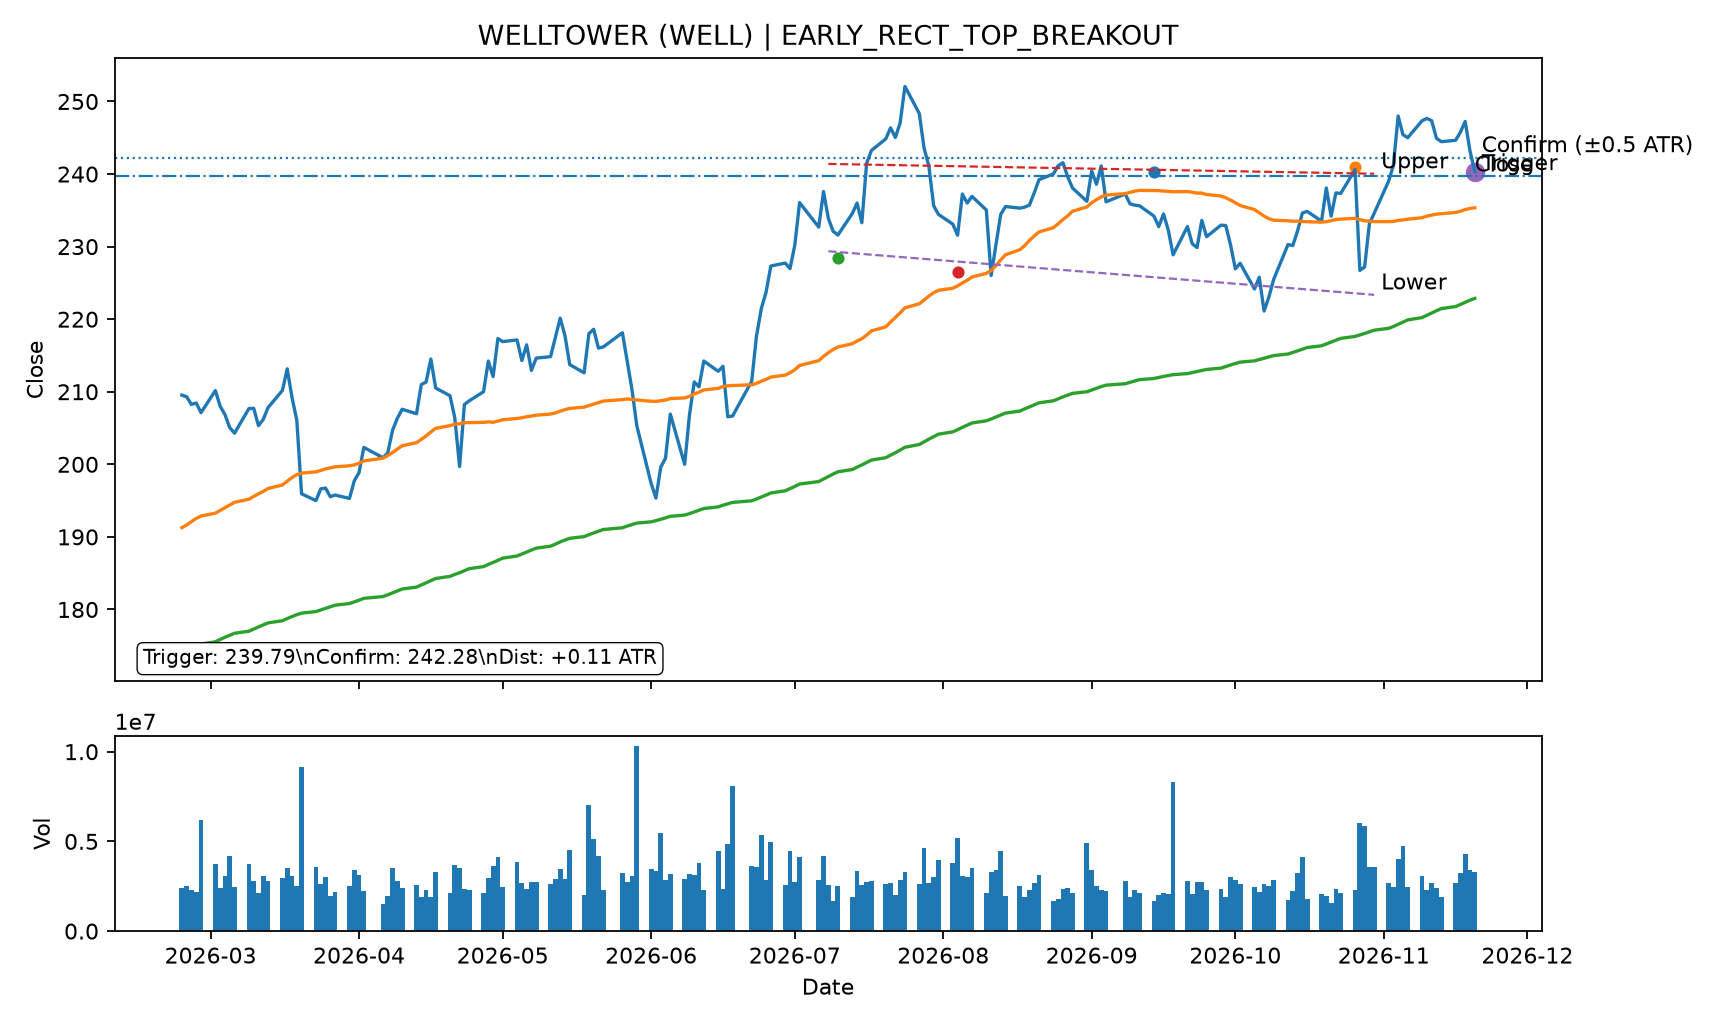 WELLTOWER (WELL) | EARLY_RECT_TOP_BREAKOUT
250
240
230
220
210
200
190
180
Close
Confirm (±0.5 ATR)
Upper
Trigger
Close
Lower
Trigger: 239.79\nConfirm: 242.28\nDist: +0.11 ATR
1e7
1.0
0.5
0.0
Vol
2026-03
2026-04
2026-05
2026-06
2026-07
2026-08
2026-09
2026-10
2026-11
2026-12
Date